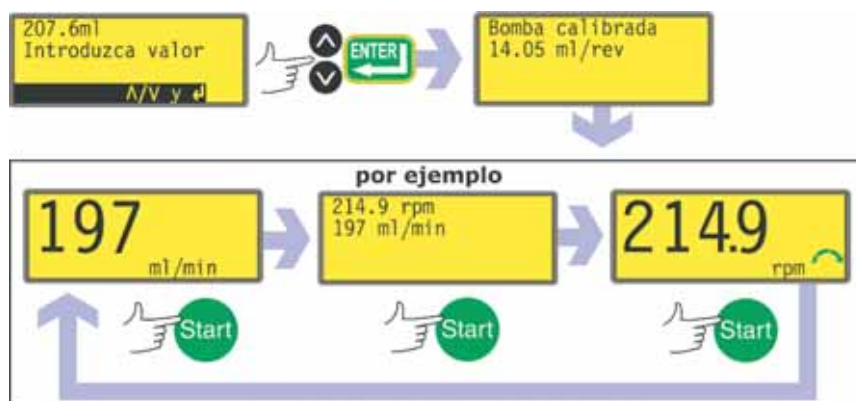 207.6ml
Introduzca valor
Λ/V y ↲
ENTER
Bomba calibrada
14.05 ml/rev
por ejemplo
197
ml/min
214.9 rpm
197 ml/min
214.9
rpm
Start
Start
Start